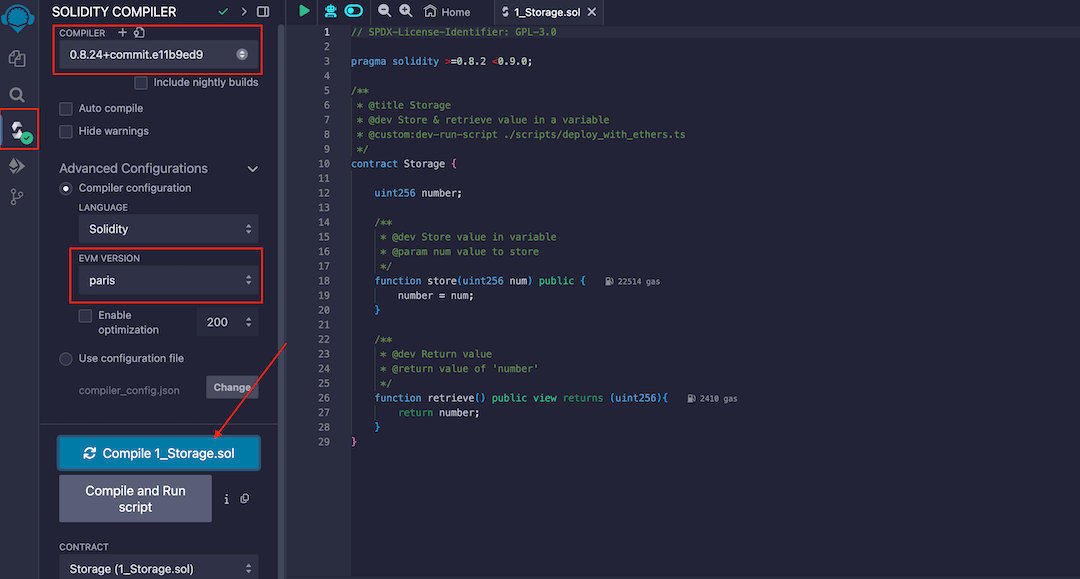 SOLIDITY COMPILER
COMPILER
0.8.24+commit.e11b9ed9
Include nightly builds
Auto compile
Hide warnings
Advanced Configurations
Compiler configuration
LANGUAGE
Solidity
EVM VERSION
paris
Enable
optimization
200
Use configuration file
compiler_config.json
Change
Compile 1_Storage.sol
Compile and Run
script
i
CONTRACT
Storage (1_Storage.sol)
Home
1_Storage.sol
1 // SPDX-License-Identifier: GPL-3.0
2
3 pragma solidity >=0.8.2 <0.9.0;
4
5 /**
6  * @title Storage
7  * @dev Store & retrieve value in a variable
8  * @custom:dev-run-script ./scripts/deploy_with_ethers.ts
9  */
10 contract Storage {
11
12     uint256 number;
13
14     /**
15      * @dev Store value in variable
16      * @param num value to store
17      */
18     function store(uint256 num) public { 22514 gas
19         number = num;
20     }
21
22     /**
23      * @dev Return value
24      * @return value of 'number'
25      */
26     function retrieve() public view returns (uint256){ 2410 gas
27         return number;
28     }
29 }